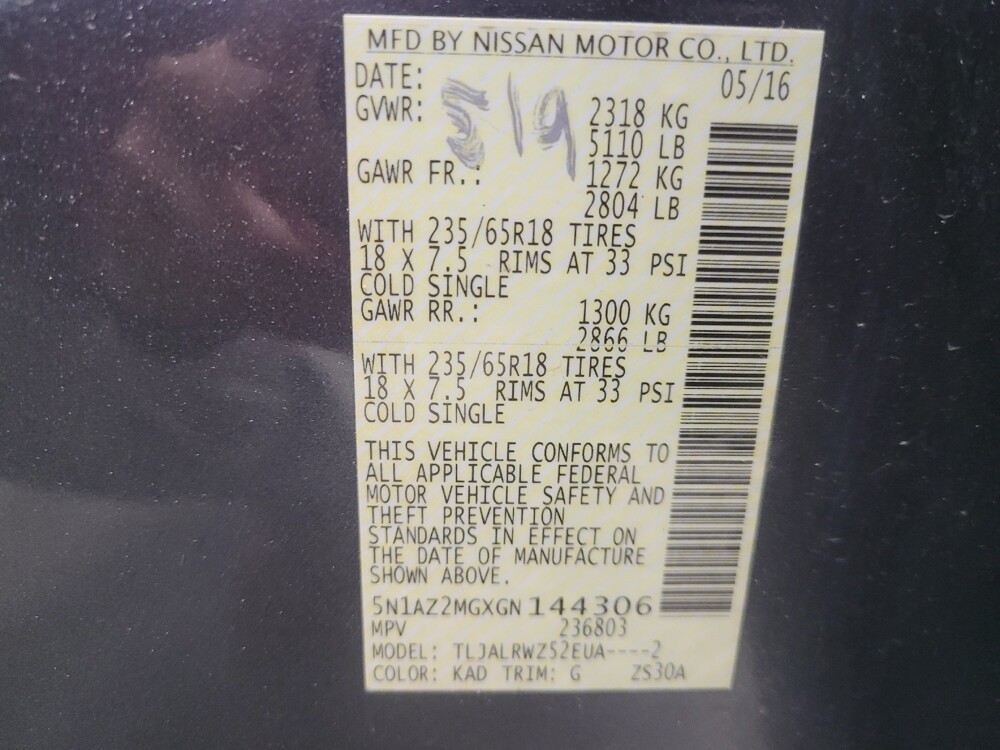 MFD BY NISSAN MOTOR CO., LTD.
DATE: 05/16
5/9
GVWR: 2318 KG
5110 LB
GAWR FR.: 1272 KG
2804 LB
WITH 235/65R18 TIRES
18 X 7.5 RIMS AT 33 PSI
COLD SINGLE
GAWR RR.: 1300 KG
2866 LB
WITH 235/65R18 TIRES
18 X 7.5 RIMS AT 33 PSI
COLD SINGLE
THIS VEHICLE CONFORMS TO
ALL APPLICABLE FEDERAL
MOTOR VEHICLE SAFETY AND
THEFT PREVENTION
STANDARDS IN EFFECT ON
THE DATE OF MANUFACTURE
SHOWN ABOVE.
5N1AZ2MGXGN144306
MPV 236803
MODEL: TLJALRWZ52EUA----2
COLOR: KAD TRIM: G ZS30A